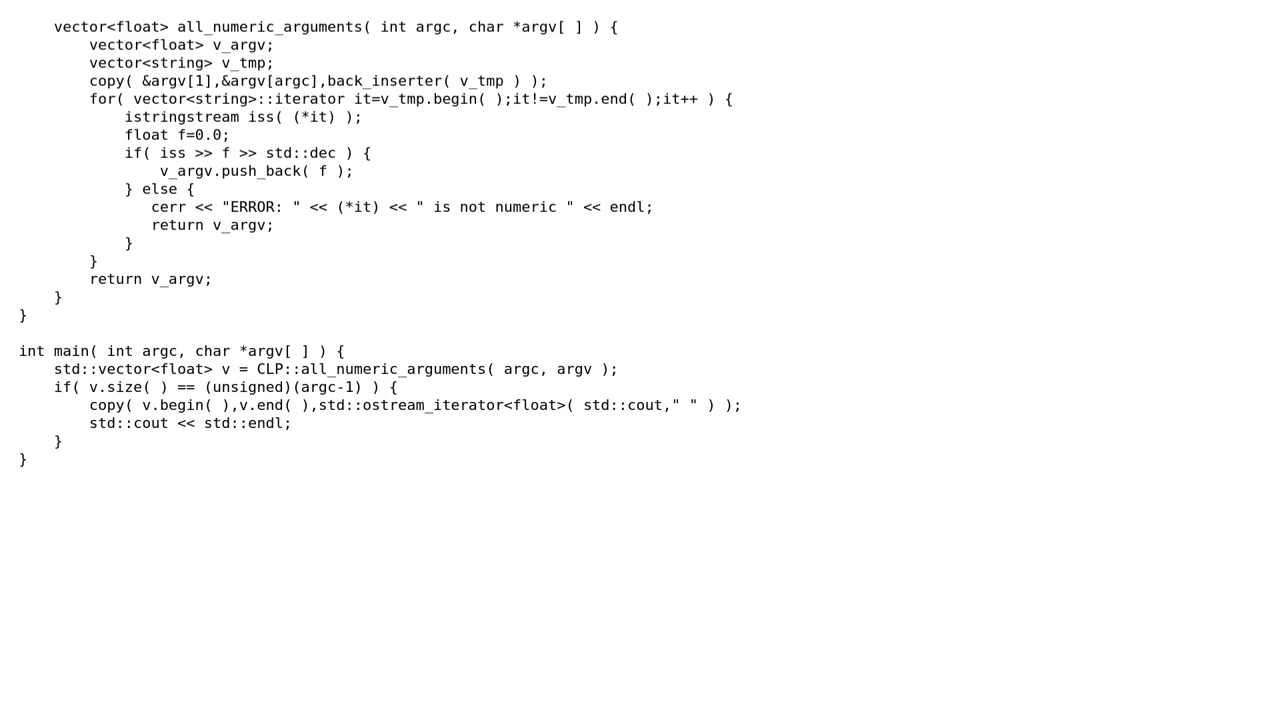 vector<float> all_numeric_arguments( int argc, char *argv[ ] ) {
        vector<float> v_argv;
        vector<string> v_tmp;
        copy( &argv[1],&argv[argc],back_inserter( v_tmp ) );
        for( vector<string>::iterator it=v_tmp.begin( );it!=v_tmp.end( );it++ ) {
            istringstream iss( (*it) );
            float f=0.0;
            if( iss >> f >> std::dec ) {
                v_argv.push_back( f );
            } else {
               cerr << "ERROR: " << (*it) << " is not numeric " << endl;
               return v_argv;
            }
        }
        return v_argv;
    }
}

int main( int argc, char *argv[ ] ) {
    std::vector<float> v = CLP::all_numeric_arguments( argc, argv );
    if( v.size( ) == (unsigned)(argc-1) ) {
        copy( v.begin( ),v.end( ),std::ostream_iterator<float>( std::cout," " ) );
        std::cout << std::endl;
    }
}